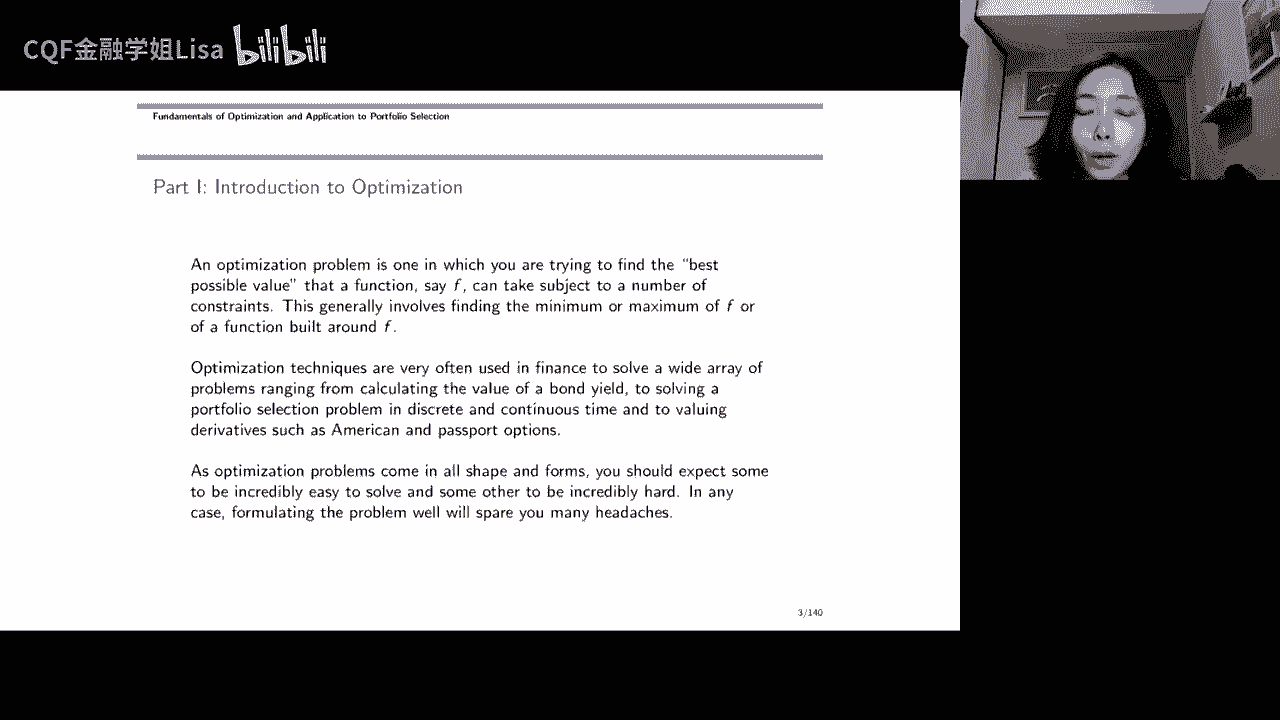 CQF金融学姐Lisa bilibili
Fundamentals of Optimization and Application to Portfolio Selection
Part I: Introduction to Optimization
An optimization problem is one in which you are trying to find the “best
possible value” that a function, say f, can take subject to a number of
constraints. This generally involves finding the minimum or maximum of f or
of a function built around f.
Optimization techniques are very often used in finance to solve a wide array of
problems ranging from calculating the value of a bond yield, to solving a
portfolio selection problem in discrete and continuous time and to valuing
derivatives such as American and passport options.
As optimization problems come in all shape and forms, you should expect some
to be incredibly easy to solve and some other to be incredibly hard. In any
case, formulating the problem well will spare you many headaches.
3/140